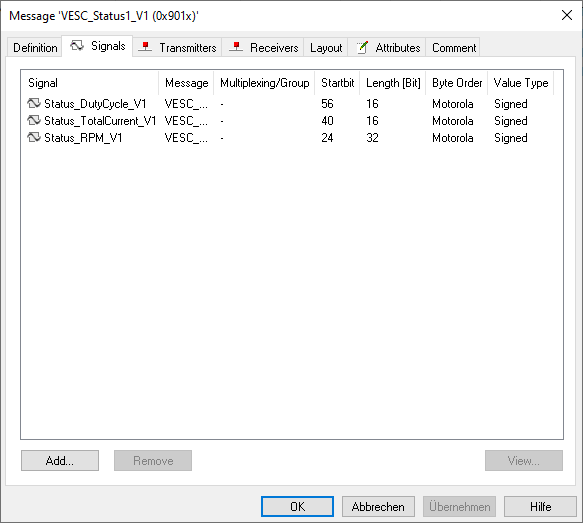 Message 'VESC_Status1_V1 (0x901x)'
Definition Signals Transmitters Receivers Layout Attributes Comment
Signal Message Multiplexing/Group Startbit Length [Bit] Byte Order Value Type
Status_DutyCycle_V1 VESC_... - 56 16 Motorola Signed
Status_TotalCurrent_V1 VESC_... - 40 16 Motorola Signed
Status_RPM_V1 VESC_... - 24 32 Motorola Signed
Add... Remove View...
OK Abbrechen Übernehmen Hilfe